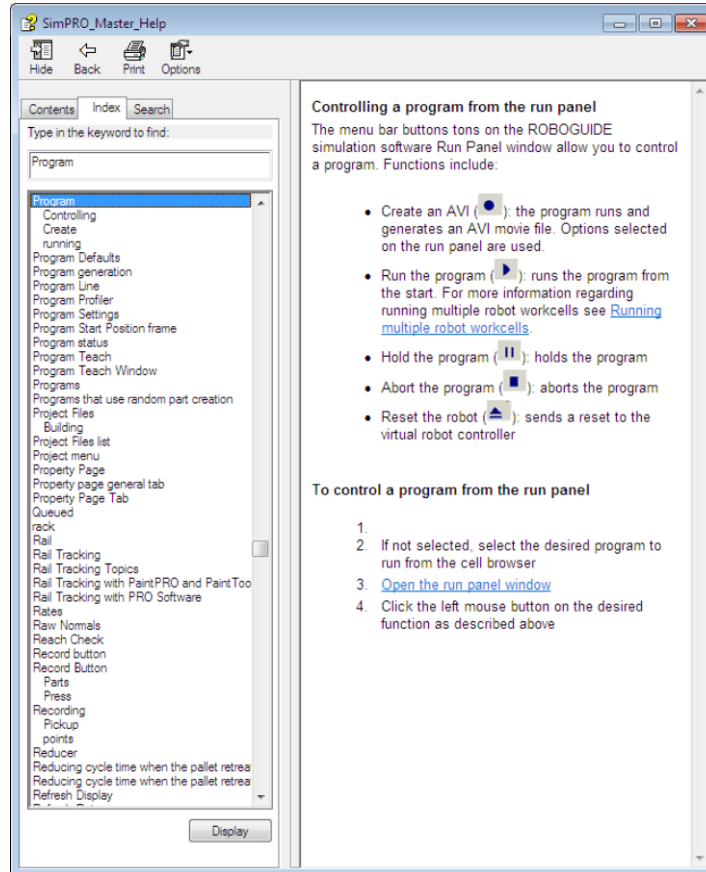 SimPRO_Master_Help
Hide Back Print Options
Contents Index Search
Type in the keyword to find:
Program
Program
Controlling
Create
running
Program Defaults
Program generation
Program Line
Program Profiler
Program Settings
Program Start Position frame
Program status
Program Teach
Program Teach Window
Programs
Programs that use random part creation
Project Files
Building
Project Files list
Project menu
Property Page
Property page general tab
Property Page Tab
Queued
rack
Rail
Rail Tracking
Rail Tracking Topics
Rail Tracking with PaintPRO and PaintToo
Rail Tracking with PRO Software
Rates
Raw Normals
Reach Check
Record button
Record Button
Parts
Press
Recording
Pickup
points
Reducer
Reducing cycle time when the pallet retrea
Reducing cycle time when the pallet retrea
Refresh Display
Display
Controlling a program from the run panel
The menu bar buttons tons on the ROBOGUIDE
simulation software Run Panel window allow you to control
a program. Functions include:
• Create an AVI ( ): the program runs and
generates an AVI movie file. Options selected
on the run panel are used.
• Run the program ( ): runs the program from
the start. For more information regarding
running multiple robot workcells see Running
multiple robot workcells.
• Hold the program ( ): holds the program
• Abort the program ( ): aborts the program
• Reset the robot ( ): sends a reset to the
virtual robot controller
To control a program from the run panel
1.
2. If not selected, select the desired program to
run from the cell browser
3. Open the run panel window
4. Click the left mouse button on the desired
function as described above